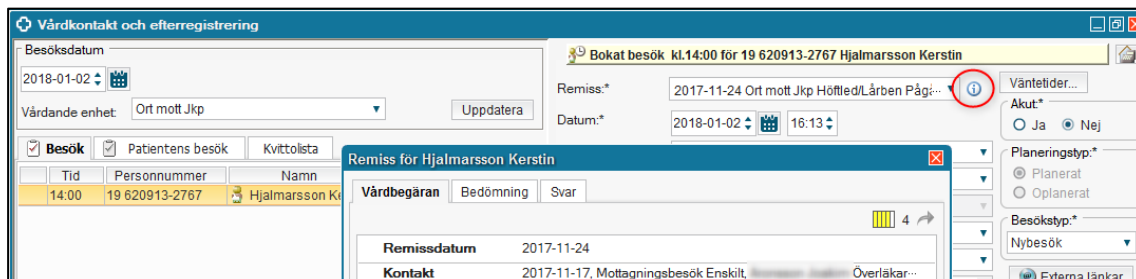 Vårdkontakt och efterregistrering
Besöksdatum
2018-01-02
Vårdande enhet: Ort mott Jkp
Uppdatera
Besök Patientens besök Kvittolista
Tid Personnummer Namn
14:00 19 620913-2767 Hjalmarsson Ke
Bokat besök kl.14:00 för 19 620913-2767 Hjalmarsson Kerstin
Remiss:* 2017-11-24 Ort mott Jkp Höftled/Lårben Pågå...
Datum:* 2018-01-02 16:13
Väntetider...
Akut:*
Ja Nej
Planeringstyp:*
Planerat
Oplanerat
Besökstyp:*
Nybesök
Externa länkar
Remiss för Hjalmarsson Kerstin
Vårdbegäran Bedömning Svar
4
Remissdatum 2017-11-24
Kontakt 2017-11-17, Mottagningsbesök Enskilt, Överläkar...